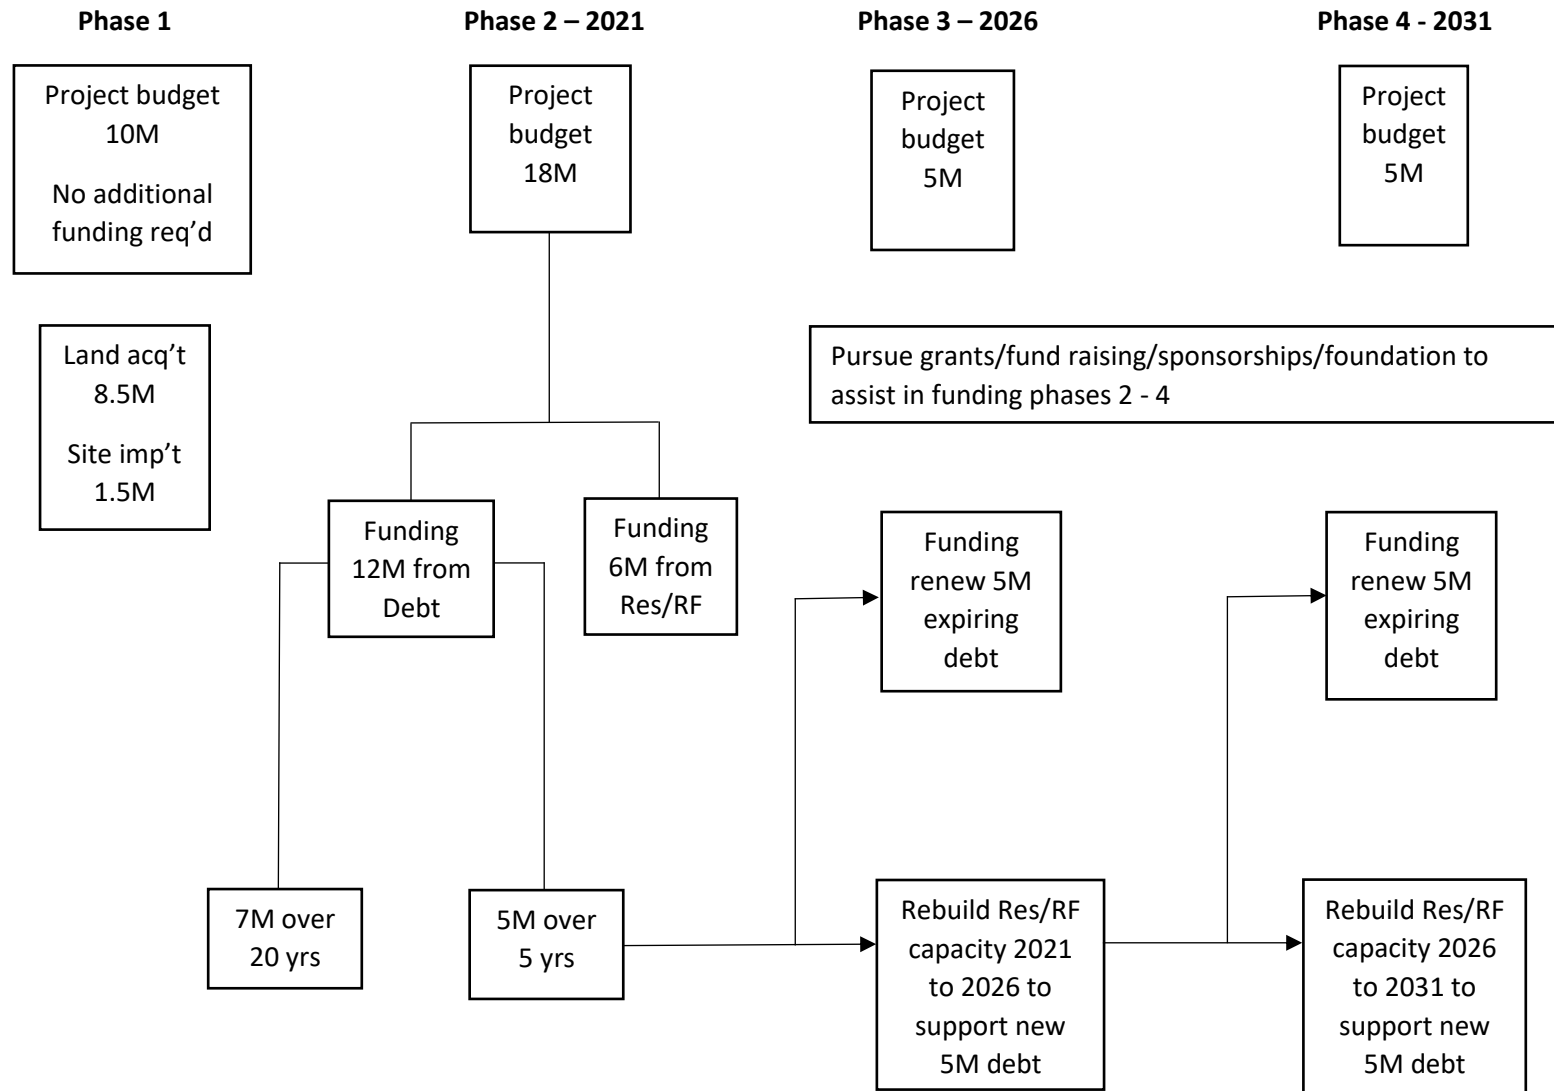 Phase 1
Phase 2 – 2021
Phase 3 – 2026
Phase 4 - 2031
Project budget
10M
No additional
funding req’d
Project
budget
18M
Project
budget
5M
Project
budget
5M
Land acq’t
8.5M
Site imp’t
1.5M
Pursue grants/fund raising/sponsorships/foundation to
assist in funding phases 2 - 4
Funding
12M from
Debt
Funding
6M from
Res/RF
Funding
renew 5M
expiring
debt
Funding
renew 5M
expiring
debt
7M over
20 yrs
5M over
5 yrs
Rebuild Res/RF
capacity 2021
to 2026 to
support new
5M debt
Rebuild Res/RF
capacity 2026
to 2031 to
support new
5M debt